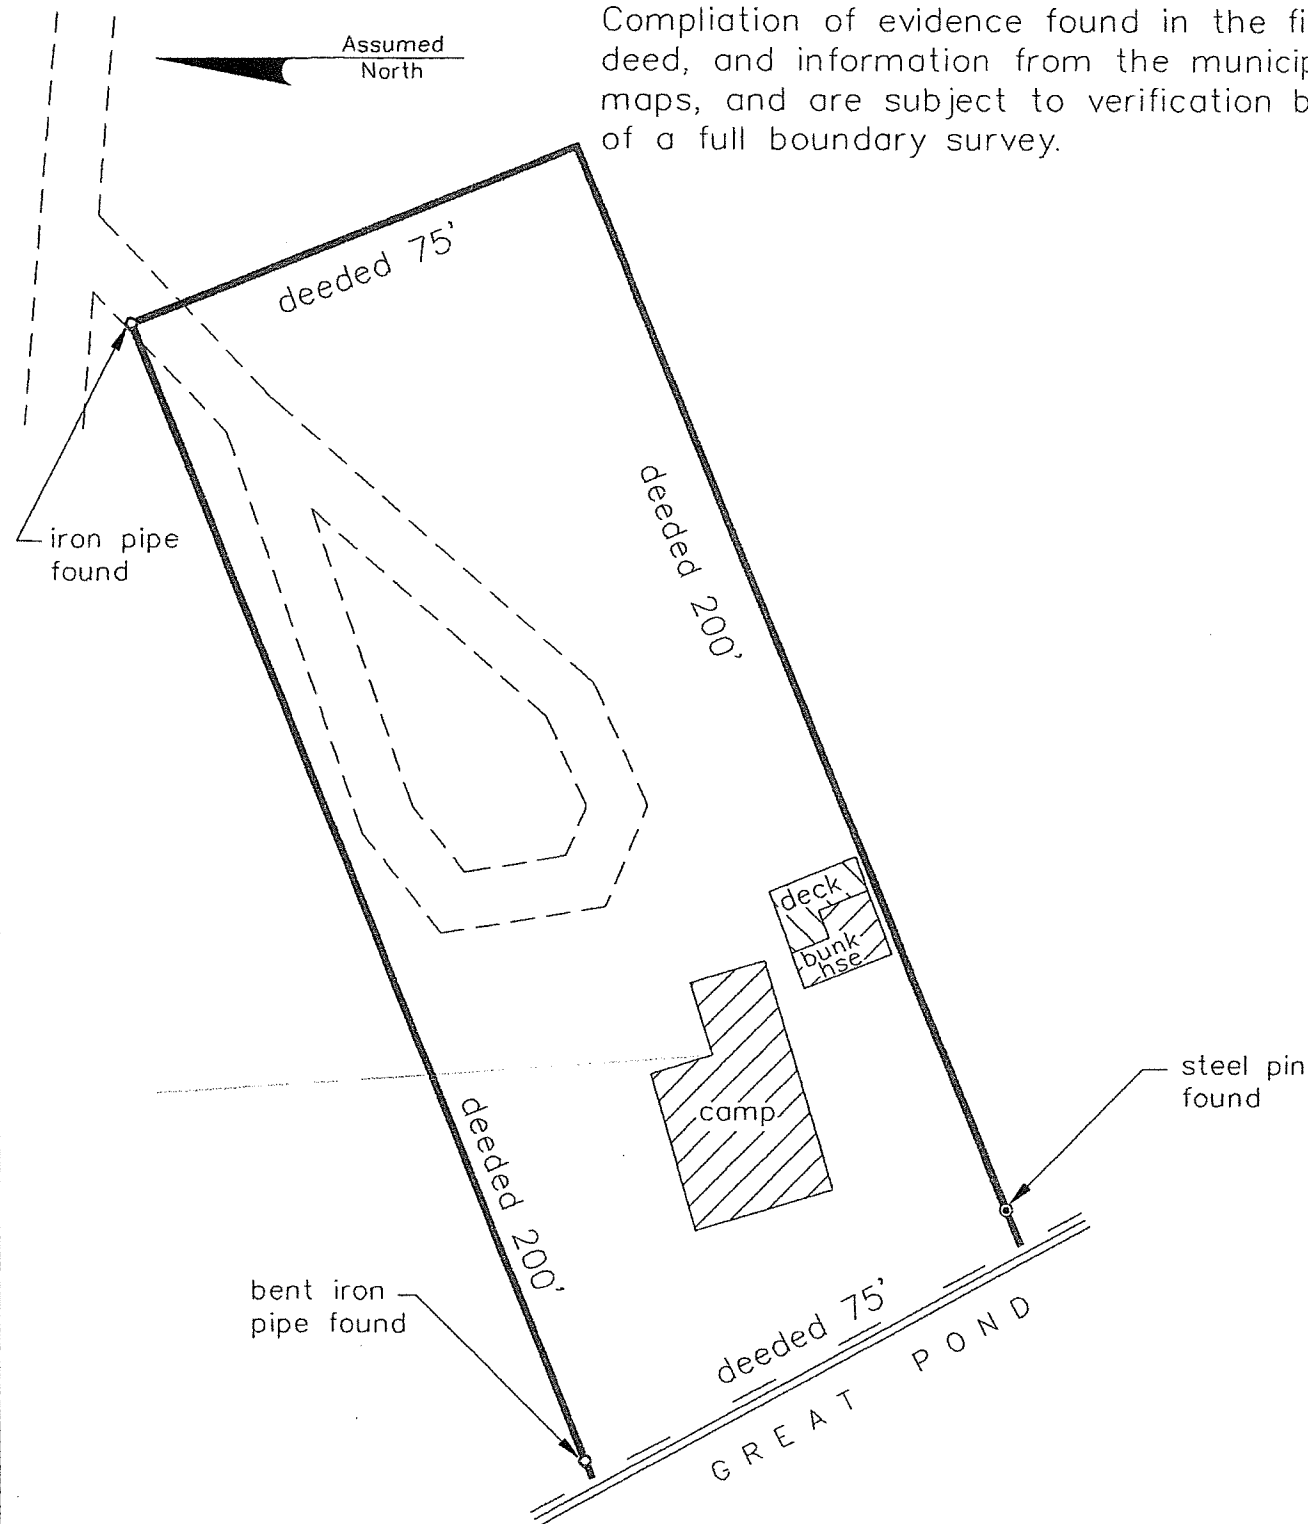 Compliation of evidence found in the fi
deed, and information from the municip
maps, and are subject to verification b
of a full boundary survey.
Assumed
North
deeded 75'
deeded 200'
iron pipe
found
deck
bunk
hse
camp
steel pin
found
deeded 200'
bent iron
pipe found
deeded 75'
GREAT POND